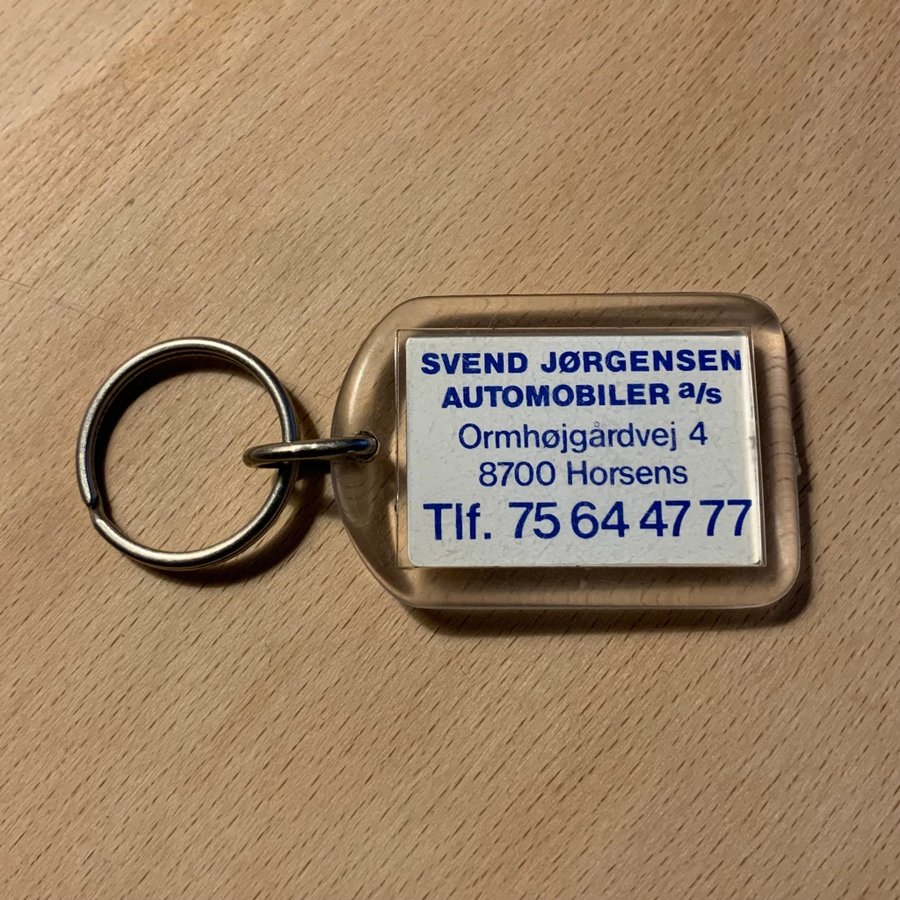 SVEND JØRGENSEN
AUTOMOBILER a/s
Ormhøjgårdvej 4
8700 Horsens
Tlf. 75 64 47 77